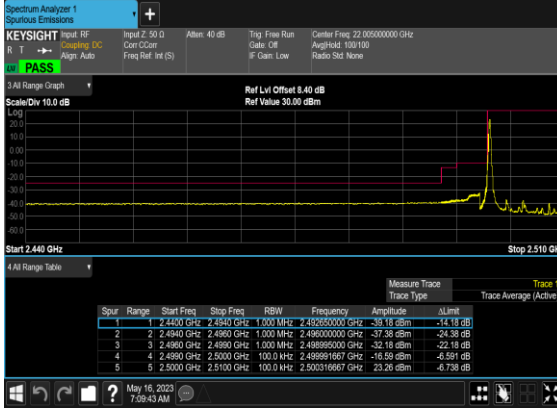 Spectrum Analyzer 1
Spurious Emissions
KEYSIGHT Input: RF Input Z: 50 Ω Atten: 40 dB Trig: Free Run Center Freq: 22.005000000 GHz
R T Coupling: DC Corr CCorr Gate: Off Avg|Hold: 100/100
Align: Auto Freq Ref: Int (S) IF Gain: Low Radio Std: None
PASS
3 All Range Graph
Ref Lvl Offset 8.40 dB
Scale/Div 10.0 dB Ref Value 30.00 dBm
Log
20.0
10.0
0.00
-10.0
-20.0
-30.0
-40.0
-50.0
-60.0
Start 2.440 GHz Stop 2.510 GH
4 All Range Table
Measure Trace Trace 1
Trace Type Trace Average (Active
Spur Range Start Freq Stop Freq RBW Frequency Amplitude ΔLimit
1 1 2.4400 GHz 2.4940 GHz 1.000 MHz 2.492650000 GHz -39.18 dBm -14.18 dB
2 2 2.4940 GHz 2.4960 GHz 1.000 MHz 2.496000000 GHz -37.38 dBm -24.38 dB
3 3 2.4960 GHz 2.4990 GHz 1.000 MHz 2.498995000 GHz -32.18 dBm -22.18 dB
4 4 2.4990 GHz 2.5000 GHz 100.0 kHz 2.499991667 GHz -16.59 dBm -6.591 dB
5 5 2.5000 GHz 2.5100 GHz 100.0 kHz 2.500316667 GHz 23.26 dBm -6.738 dB
May 16, 2023
7:09:43 AM